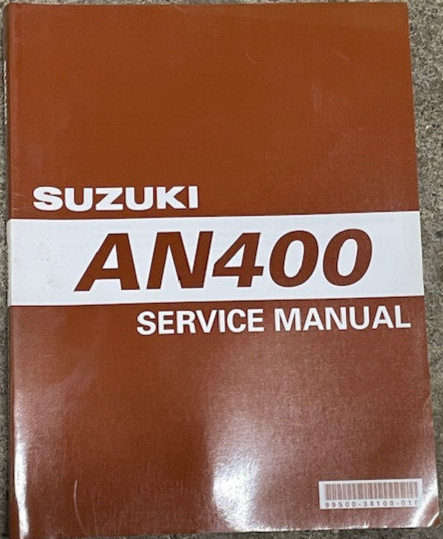 SUZUKI
AN400
SERVICE MANUAL
99500-34100-01E